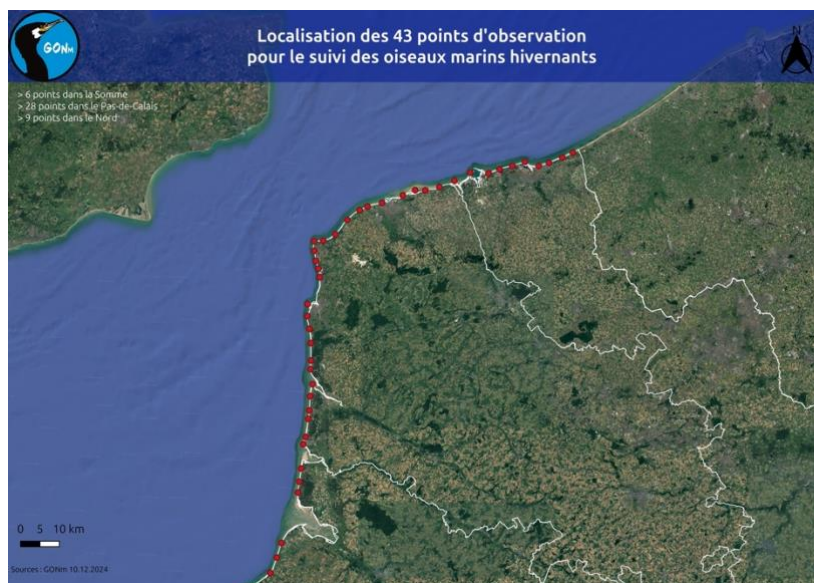 GONm
Localisation des 43 points d'observation
pour le suivi des oiseaux marins hivernants
N
> 6 points dans la Somme
> 28 points dans le Pas-de-Calais
> 9 points dans le Nord
0 5 10 km
Sources : GONm 10.12.2024